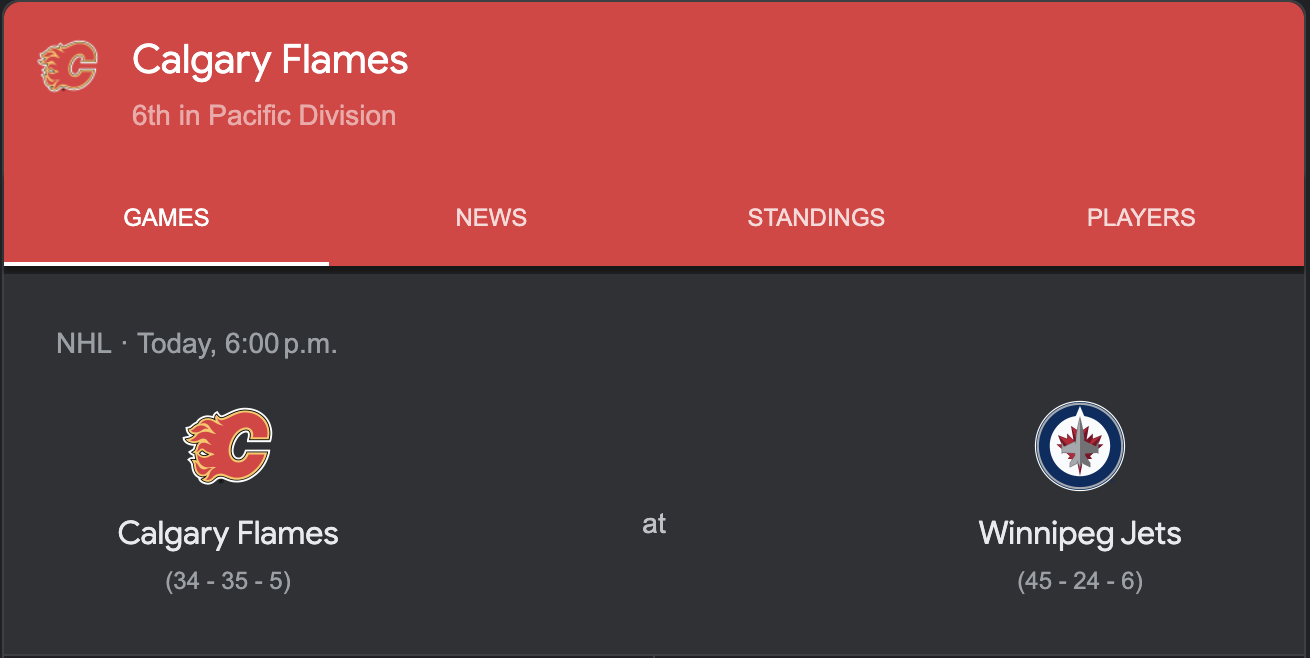 Calgary Flames
6th in Pacific Division
GAMES
NEWS
STANDINGS
PLAYERS
NHL · Today, 6:00 p.m.
Calgary Flames
(34 - 35 - 5)
at
Winnipeg Jets
(45 - 24 - 6)